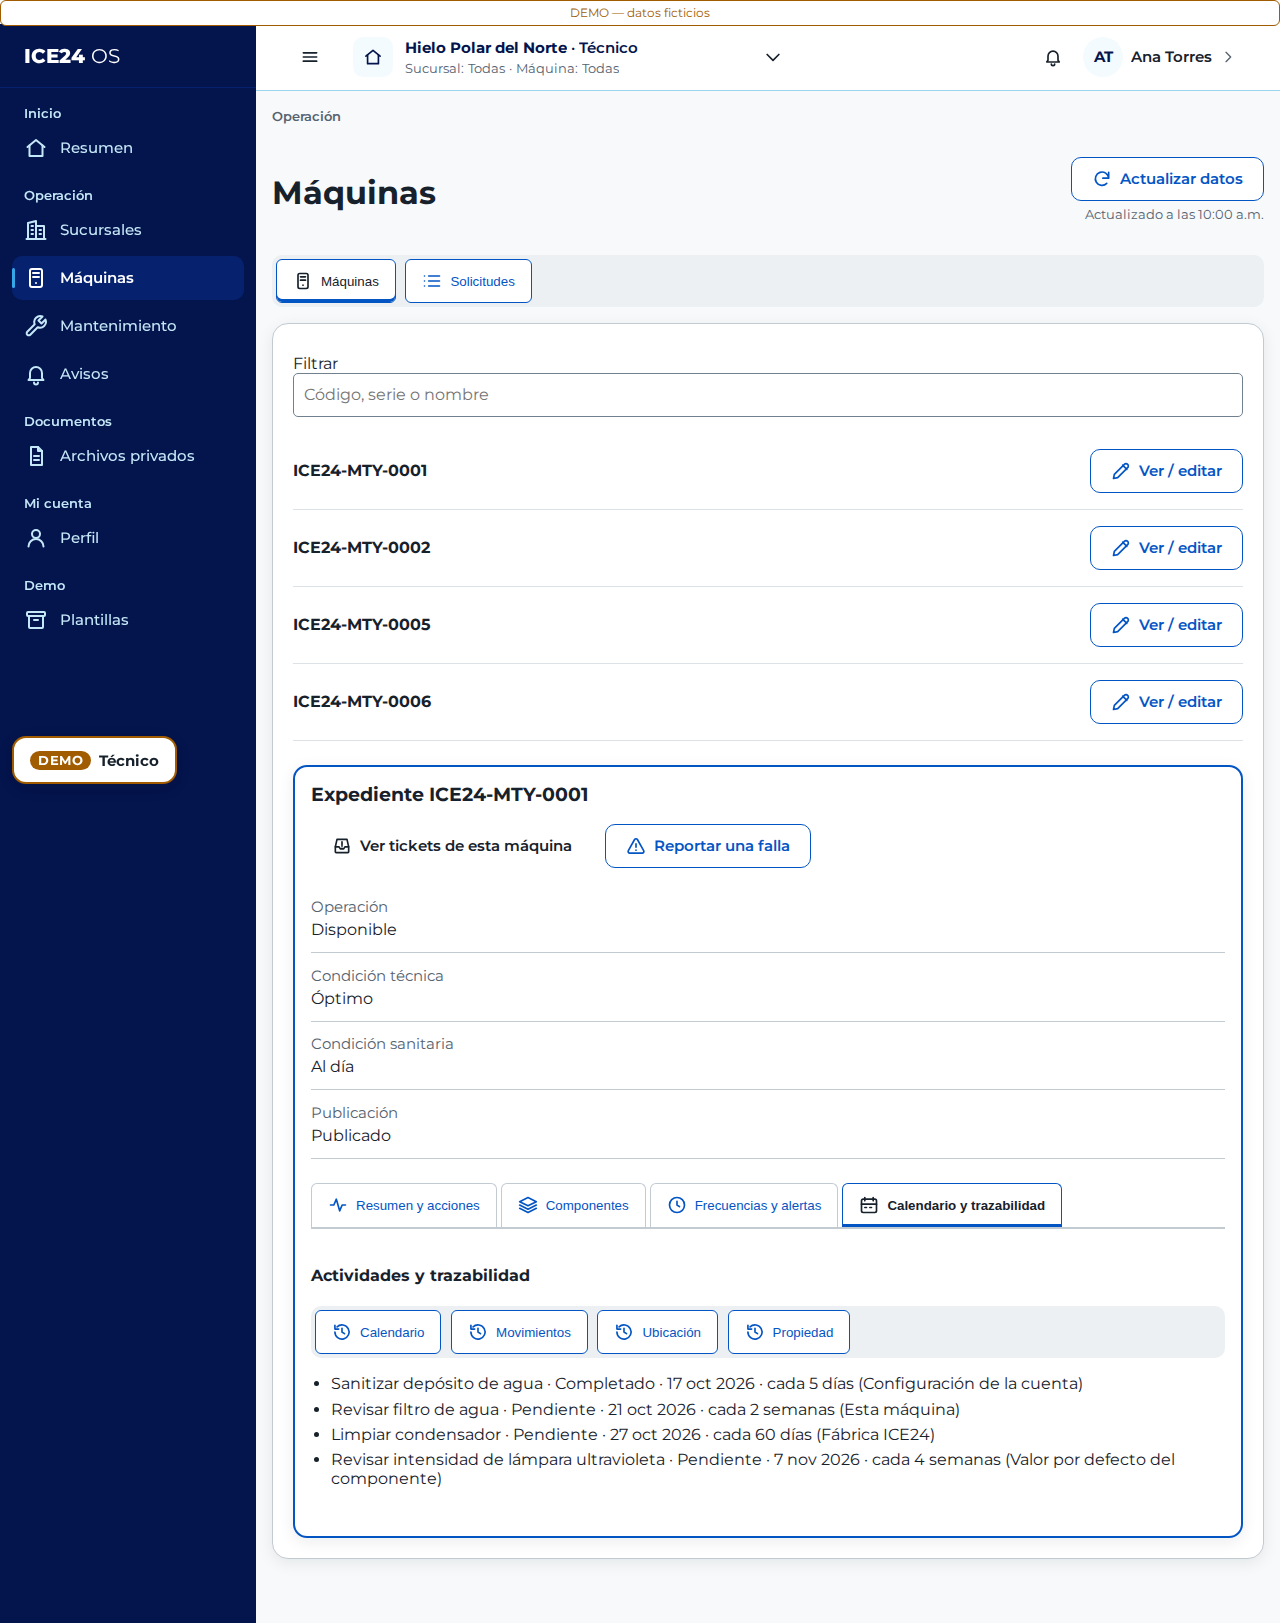 DEMO — datos ficticios
ICE24 OS
Hielo Polar del Norte · Técnico
Sucursal: Todas · Máquina: Todas
AT Ana Torres
Inicio
Resumen
Operación
Sucursales
Máquinas
Mantenimiento
Avisos
Documentos
Archivos privados
Mi cuenta
Perfil
Demo
Plantillas
DEMO Técnico
Operación
Máquinas
Actualizar datos
Actualizado a las 10:00 a.m.
Máquinas
Solicitudes
Filtrar
Código, serie o nombre
ICE24-MTY-0001
Ver / editar
ICE24-MTY-0002
Ver / editar
ICE24-MTY-0005
Ver / editar
ICE24-MTY-0006
Ver / editar
Expediente ICE24-MTY-0001
Ver tickets de esta máquina
Reportar una falla
Operación
Disponible
Condición técnica
Óptimo
Condición sanitaria
Al día
Publicación
Publicado
Resumen y acciones
Componentes
Frecuencias y alertas
Calendario y trazabilidad
Actividades y trazabilidad
Calendario
Movimientos
Ubicación
Propiedad
• Sanitizar depósito de agua · Completado · 17 oct 2026 · cada 5 días (Configuración de la cuenta)
• Revisar filtro de agua · Pendiente · 21 oct 2026 · cada 2 semanas (Esta máquina)
• Limpiar condensador · Pendiente · 27 oct 2026 · cada 60 días (Fábrica ICE24)
• Revisar intensidad de lámpara ultravioleta · Pendiente · 7 nov 2026 · cada 4 semanas (Valor por defecto del
componente)